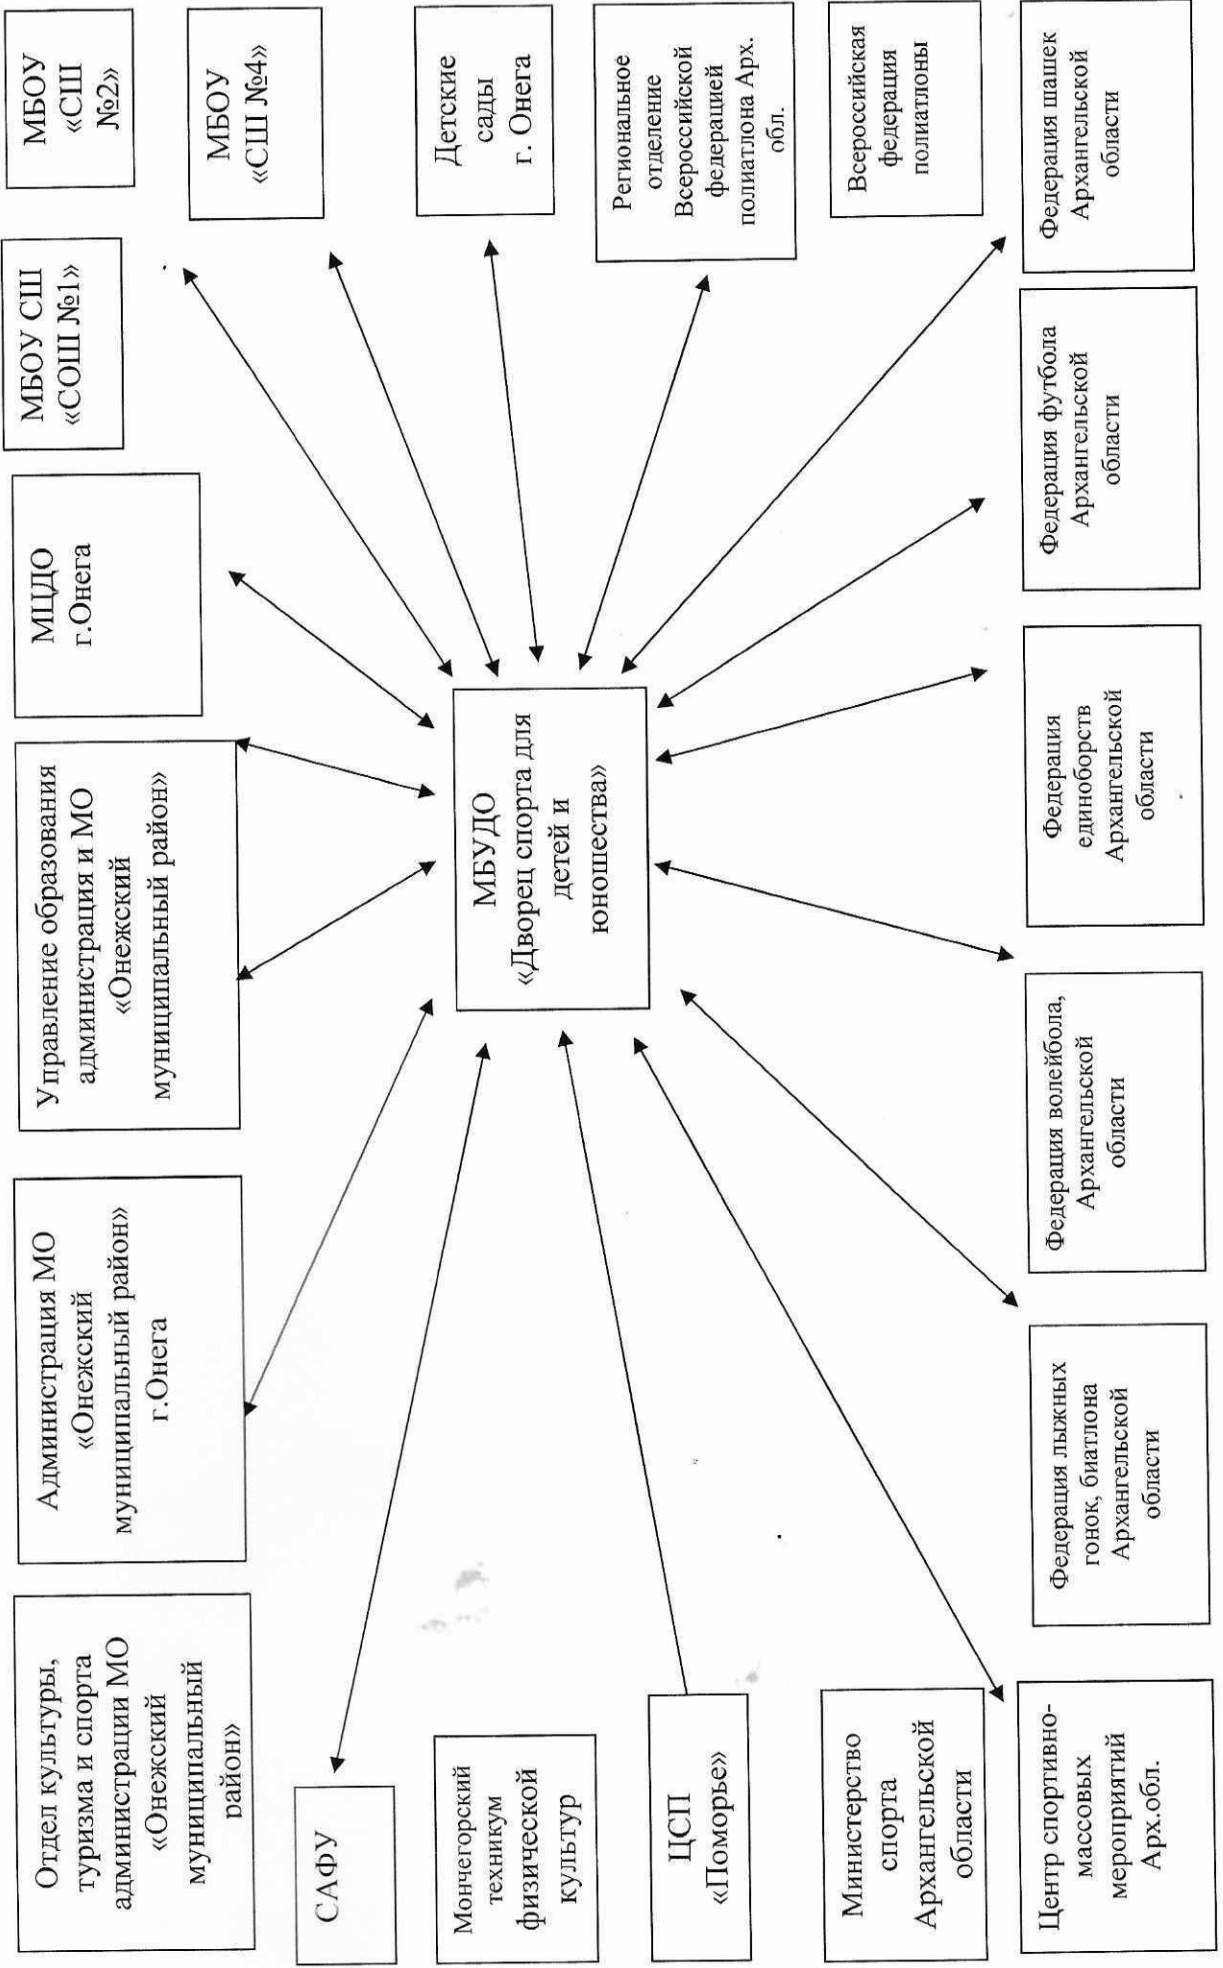 Отдел культуры,
туризма и спорта
администрации МО
«Онежский
муниципальный
район»
Администрация МО
«Онежский
муниципальный район»
г.Онега
Управление образования
администрация и МО
«Онежский
муниципальный район»
МЦДО
г.Онега
МБОУ СШ
«СОШ №1»
МБОУ
«СШ
№2»
САФУ
МБОУ
«СШ №4»
Мончегорский
техникум
физической
культур
МБУДО
«Дворец спорта для
детей и
юношества»
Детские
сады
г. Онега
ЦСП
«Поморье»
Региональное
отделение
Всероссийской
федерацией
полиатлона Арх.
обл.
Министерство
спорта
Архангельской
области
Всероссийская
федерация
полиатлоны
Центр спортивно-
массовых
мероприятий
Арх.обл.
Федерация лыжных
гонок, биатлона
Архангельской
области
Федерация волейбола,
Архангельской
области
Федерация
единоборств
Архангельской
области
Федерация футбола
Архангельской
области
Федерация шашек
Архангельской
области